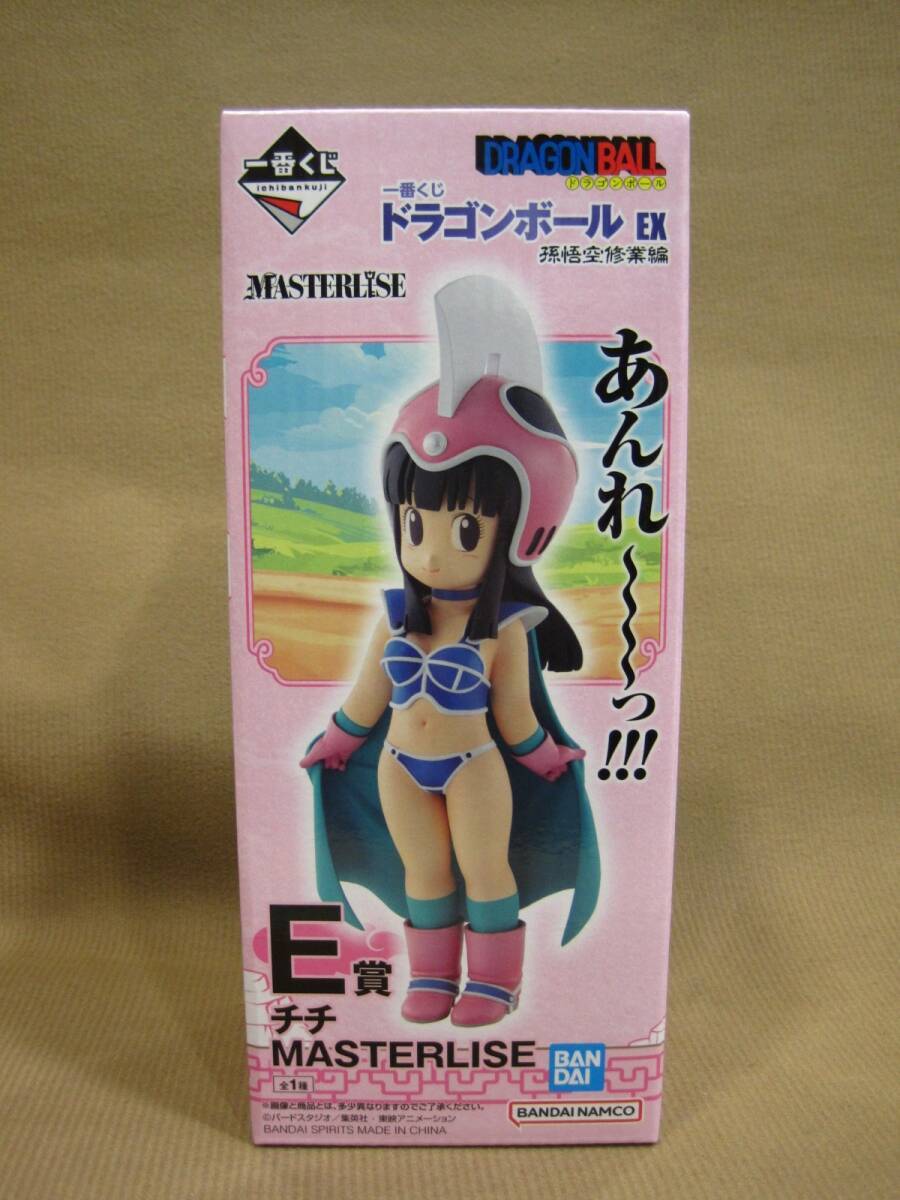 一番くじ
ichibankuji
DRAGON BALL
ドラゴンボール
一番くじ
ドラゴンボール EX
孫悟空修業編
MASTERLISE
あんれ〜〜〜〜っ!!!
E賞
チチ
MASTERLISE
全1種
BAN
DAI
※画像と商品とは、多少異なりますのでご了承ください。
©バードスタジオ/集英社・東映アニメーション
BANDAI SPIRITS MADE IN CHINA
BANDAI NAMCO